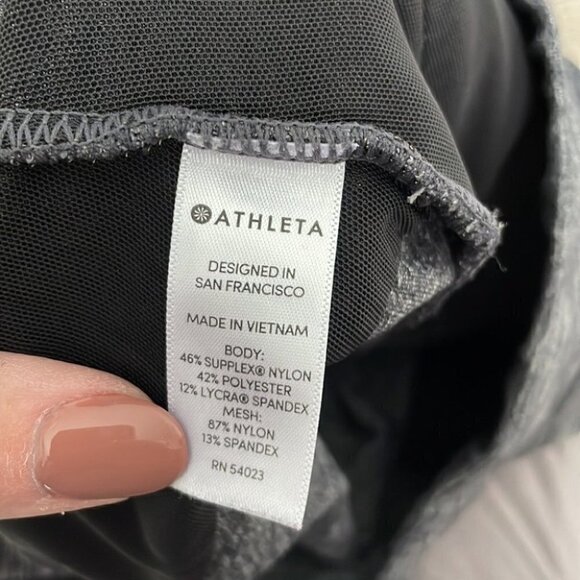 ATHLETA
DESIGNED IN
SAN FRANCISCO
MADE IN VIETNAM
BODY:
46% SUPLEX® NYLON
42% POLYESTER
12% LYCRA® SPANDEX
MESH:
87% NYLON
13% SPANDEX
RN 54023